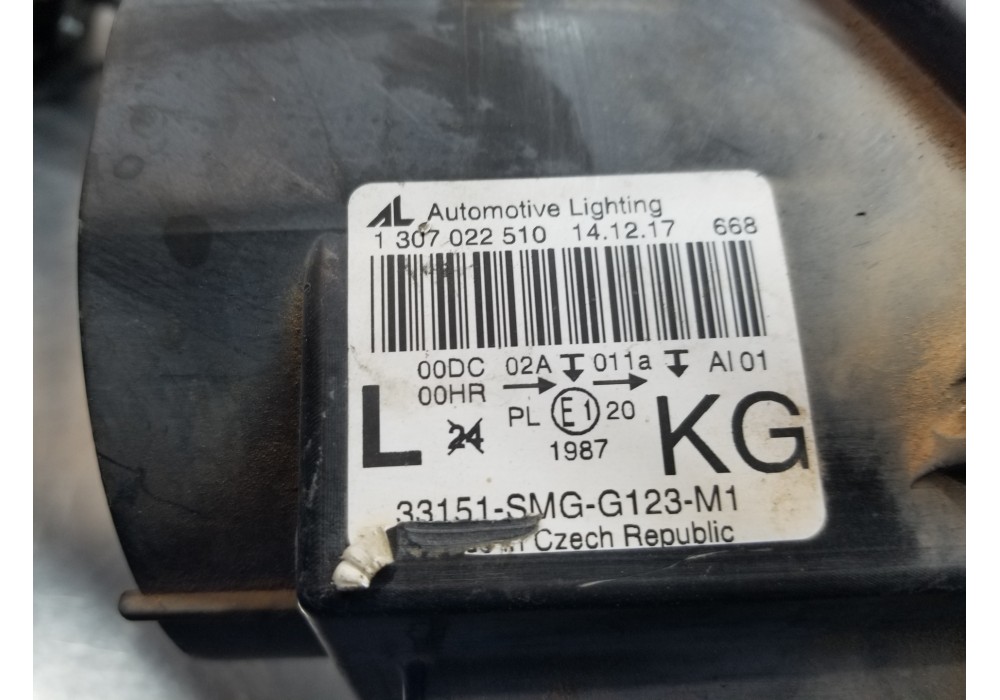 AL Automotive Lighting
1 307 022 510 14.12.17 668
00DC 02A 011a AI 01
00HR
L 24 PL E1 20 KG
1987
33151-SMG-G123-M1
in Czech Republic